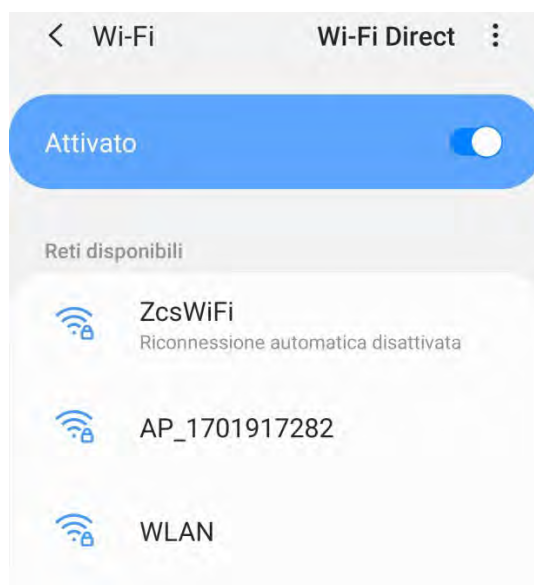 Wi-Fi Wi-Fi Direct
Attivato
Reti disponibili
ZcsWiFi
Riconnessione automatica disattivata
AP_1701917282
WLAN